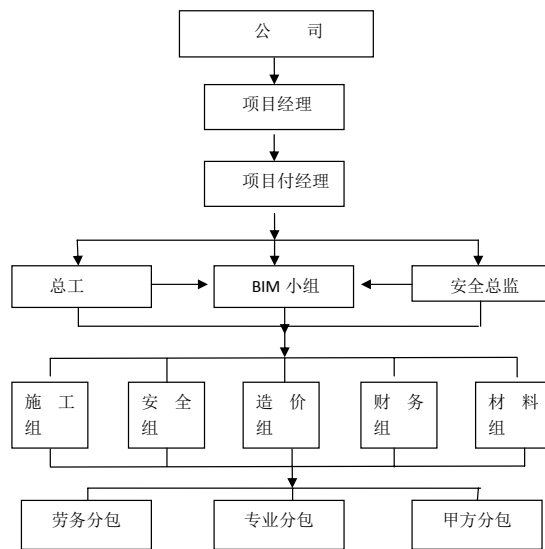 公 司
项目经理
项目付经理
总工
BIM 小组
安全总监
施 工
组
安 全
组
造 价
组
财 务
组
材 料
组
劳务分包
专业分包
甲方分包